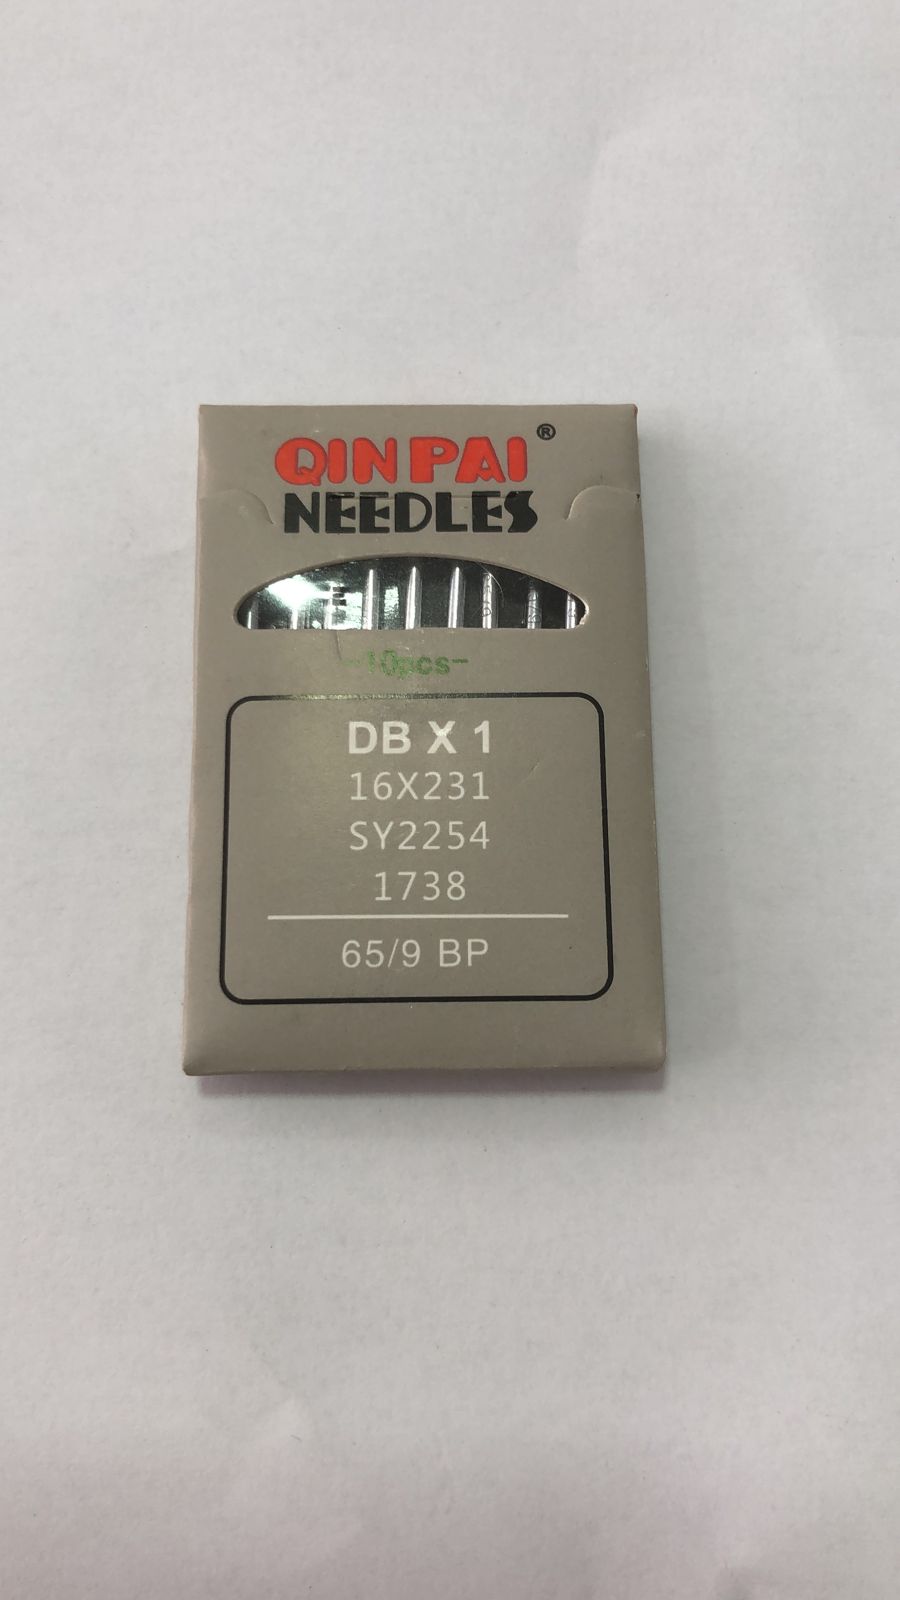 QIN PAI ®
NEEDLES
-10pcs-
DB X 1
16X231
SY2254
1738
65/9 BP